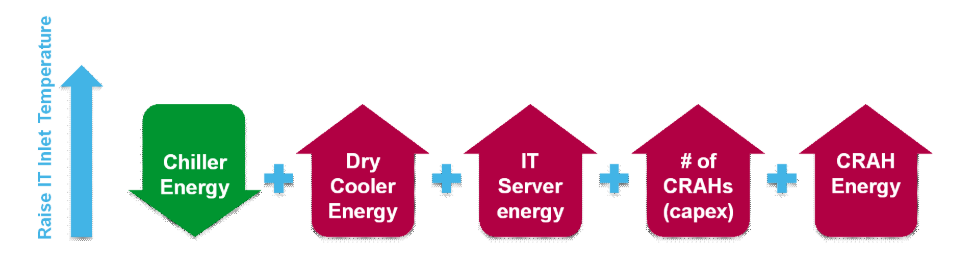 Raise IT Inlet Temperature
Chiller
Energy
+
Dry
Cooler
Energy
+
IT
Server
energy
+
# of
CRAHs
(capex)
+
CRAH
Energy